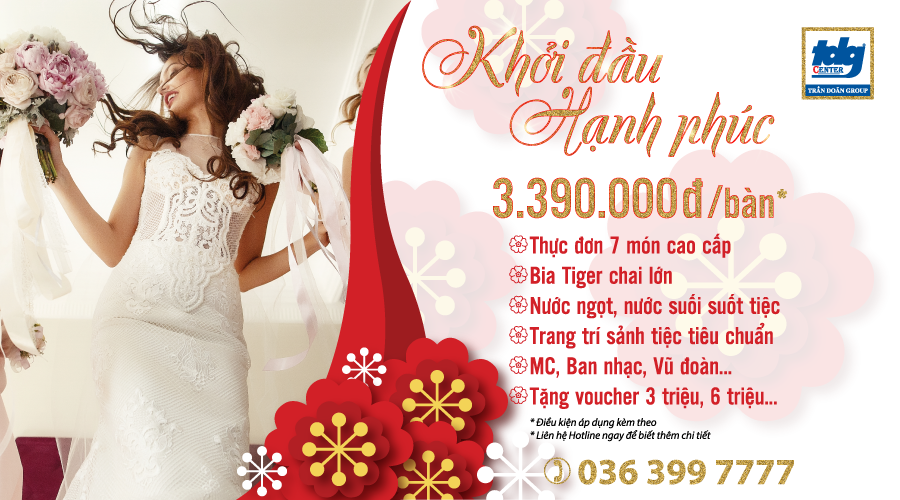 Khởi đầu
Hạnh phúc
tdg
CENTER
TRẦN DOÃN GROUP
3.390.000đ/bàn*
Thực đơn 7 món cao cấp
Bia Tiger chai lớn
Nước ngọt, nước suối suốt tiệc
Trang trí sảnh tiệc tiêu chuẩn
MC, Ban nhạc, Vũ đoàn...
Tặng voucher 3 triệu, 6 triệu...
* Điều kiện áp dụng kèm theo
* Liên hệ Hotline ngay để biết thêm chi tiết
036 399 7777